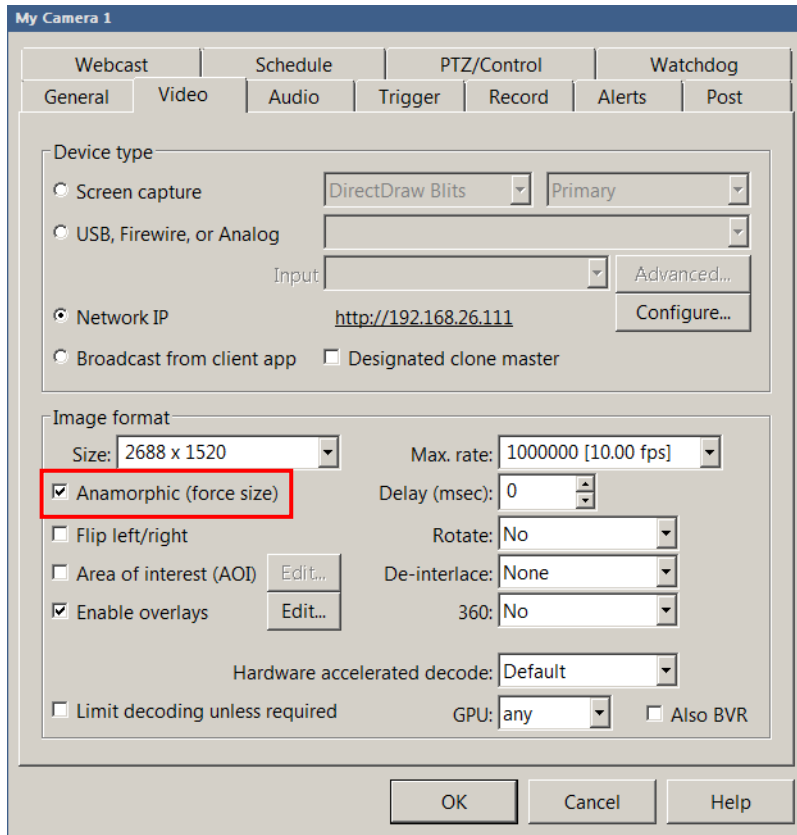 My Camera 1
Webcast Schedule PTZ/Control Watchdog
General Video Audio Trigger Record Alerts Post
Device type
Screen capture DirectDraw Blits Primary
USB, Firewire, or Analog
Input Advanced...
Network IP http://192.168.26.111 Configure...
Broadcast from client app Designated clone master
Image format
Size: 2688 x 1520 Max. rate: 1000000 [10.00 fps]
Anamorphic (force size) Delay (msec): 0
Flip left/right Rotate: No
Area of interest (AOI) Edit... De-interlace: None
Enable overlays Edit... 360: No
Hardware accelerated decode: Default
Limit decoding unless required GPU: any Also BVR
OK Cancel Help